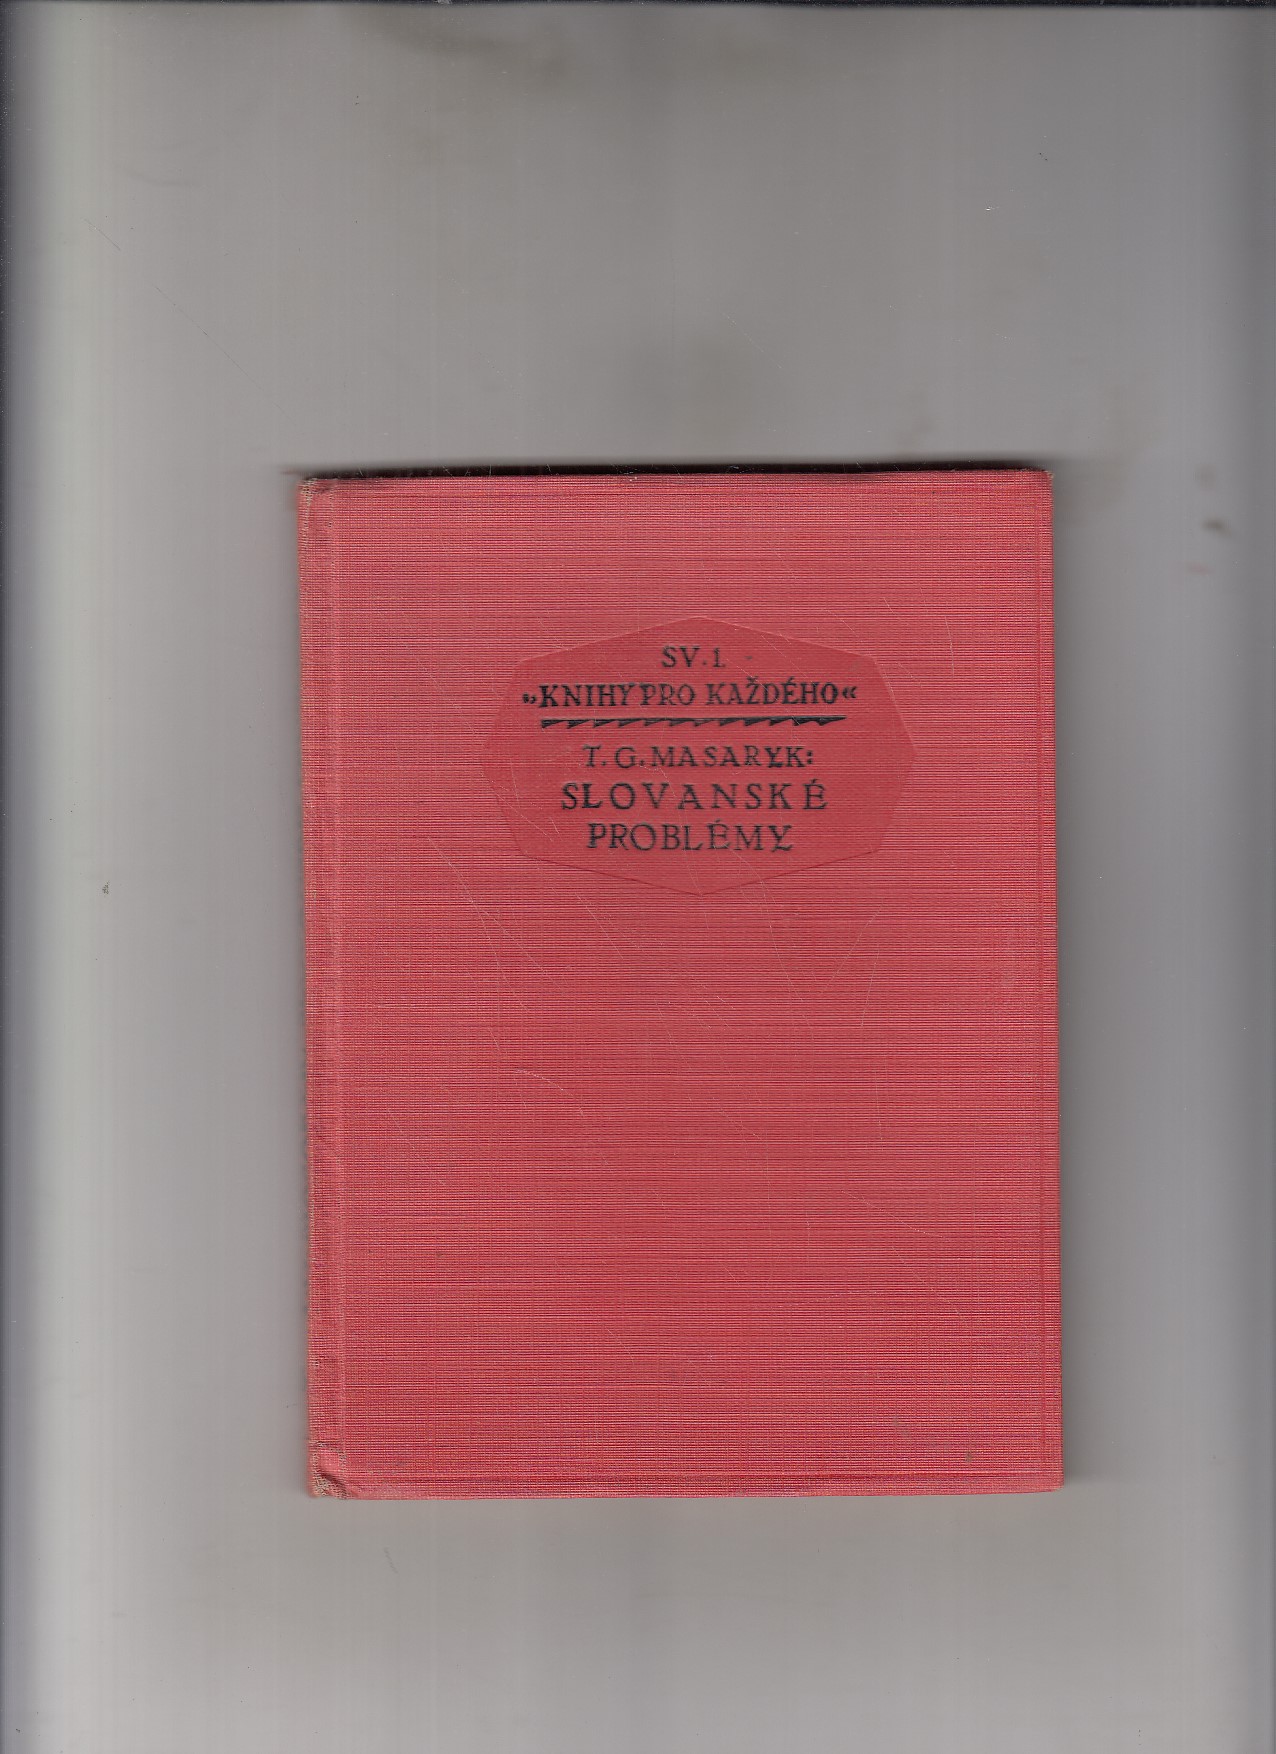 SV. 1.
„KNIHY PRO KAŽDÉHO“
T. G. MASARYK:
SLOVANSKÉ
PROBLÉMY